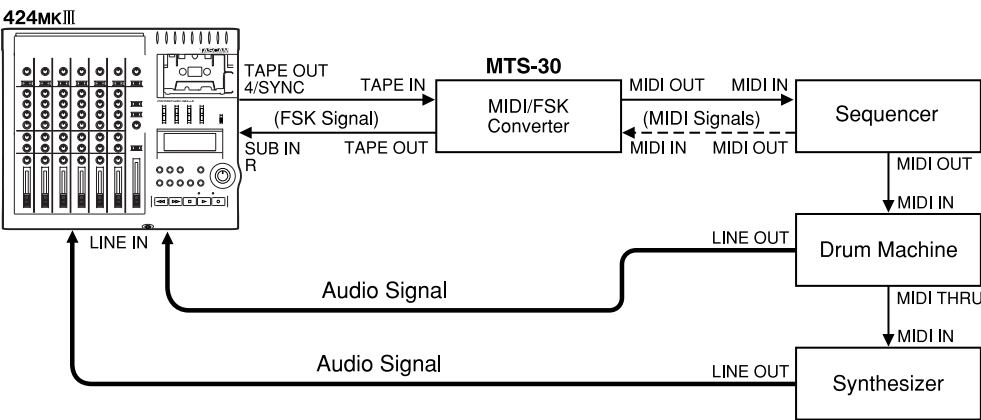 424MKIII
TASCAM
TAPE OUT
4/SYNC
TAPE IN
MTS-30
MIDI/FSK
Converter
MIDI OUT
MIDI IN
Sequencer
(FSK Signal)
(MIDI Signals)
SUB IN
R
TAPE OUT
MIDI IN
MIDI OUT
MIDI OUT
MIDI IN
LINE IN
LINE OUT
Drum Machine
Audio Signal
MIDI THRU
MIDI IN
Audio Signal
LINE OUT
Synthesizer